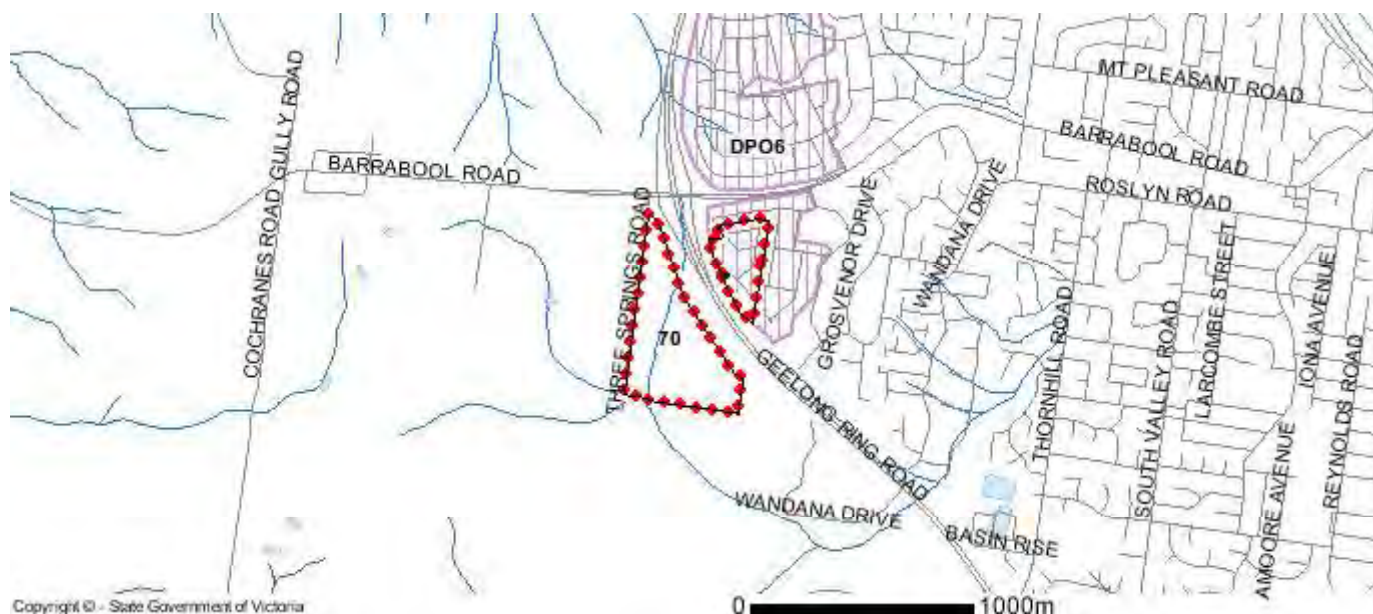 MT PLEASANT ROAD
DPO6
BARRABOOL ROAD
COCHRANES ROAD GULLY ROAD
BARRABOOL ROAD
ROSLYN ROAD
THREE SPRINGS ROAD
GROSVENOR DRIVE
WANDANA DRIVE
70
GEELONG RING ROAD
THORNHILL ROAD
SOUTH VALLEY ROAD
LARCOMBE STREET
IONA AVENUE
REYNOLDS ROAD
AMOORE AVENUE
WANDANA DRIVE
BASIN RISE
Copyright © - State Government of Victoria
0 1000m